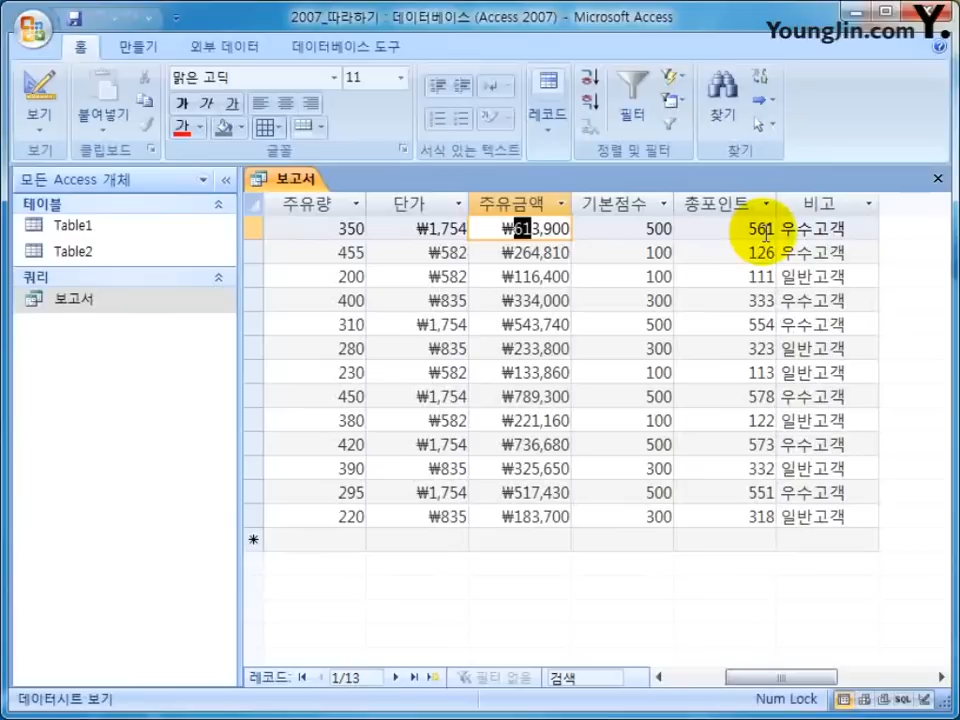 2007_따라하기 : 데이터베이스 (Access 2007) - Microsoft Access
YoungJin.com Y.
홈 만들기 외부 데이터 데이터베이스 도구
맑은 고딕 11
보기 붙여넣기 가 가 가 가 레코드 필터 찾기
보기 클립보드 글꼴 서식 있는 텍스트 정렬 및 필터 찾기
모든 Access 개체 보고서
테이블
Table1
Table2
쿼리
보고서
주유량 단가 주유금액 기본점수 총포인트 비고
350 ₩1,754 ₩613,900 500 561 우수고객
455 ₩582 ₩264,810 100 126 우수고객
200 ₩582 ₩116,400 100 111 일반고객
400 ₩835 ₩334,000 300 333 우수고객
310 ₩1,754 ₩543,740 500 554 우수고객
280 ₩835 ₩233,800 300 323 일반고객
230 ₩582 ₩133,860 100 113 일반고객
450 ₩1,754 ₩789,300 500 578 우수고객
380 ₩582 ₩221,160 100 122 일반고객
420 ₩1,754 ₩736,680 500 573 우수고객
390 ₩835 ₩325,650 300 332 일반고객
295 ₩1,754 ₩517,430 500 551 우수고객
220 ₩835 ₩183,700 300 318 일반고객
레코드: 1/13 필터 없음 검색
데이터시트 보기 Num Lock SQL